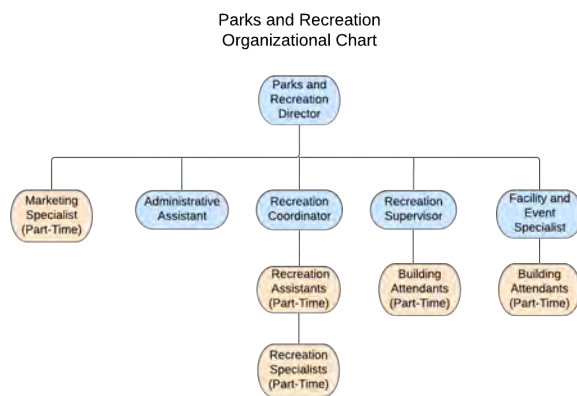 Parks and Recreation
Organizational Chart
Parks and
Recreation
Director
Marketing
Specialist
(Part-Time)
Administrative
Assistant
Recreation
Coordinator
Recreation
Supervisor
Facility and
Event
Specialist
Recreation
Assistants
(Part-Time)
Building
Attendants
(Part-Time)
Building
Attendants
(Part-Time)
Recreation
Specialists
(Part-Time)